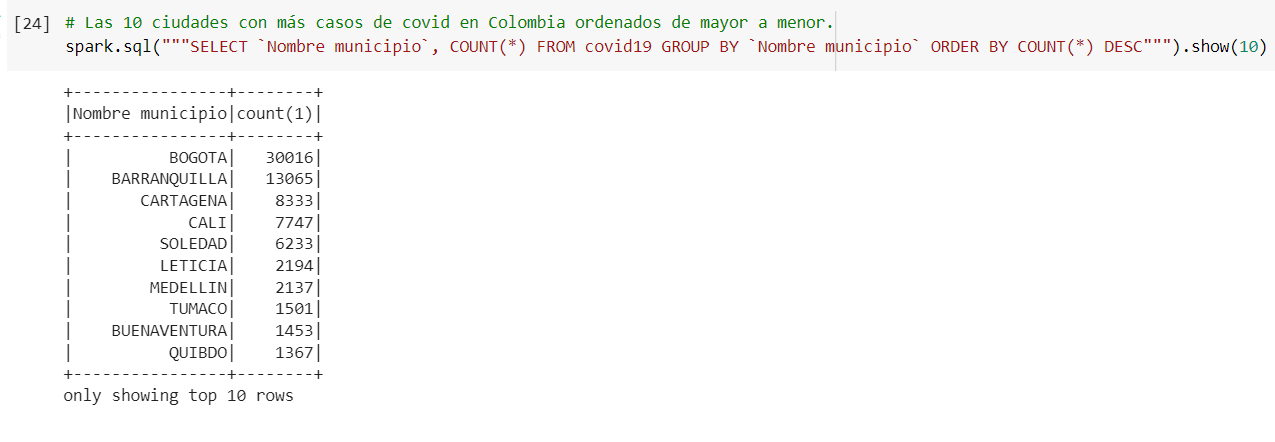 [24] # Las 10 ciudades con más casos de covid en Colombia ordenados de mayor a menor.
spark.sql("""SELECT `Nombre municipio`, COUNT(*) FROM covid19 GROUP BY `Nombre municipio` ORDER BY COUNT(*) DESC""").show(10)
+----------------+--------+
|Nombre municipio|count(1)|
+----------------+--------+
|          BOGOTA|   30016|
|    BARRANQUILLA|   13065|
|       CARTAGENA|    8333|
|            CALI|    7747|
|         SOLEDAD|    6233|
|         LETICIA|    2194|
|        MEDELLIN|    2137|
|          TUMACO|    1501|
|    BUENAVENTURA|    1453|
|          QUIBDO|    1367|
+----------------+--------+
only showing top 10 rows